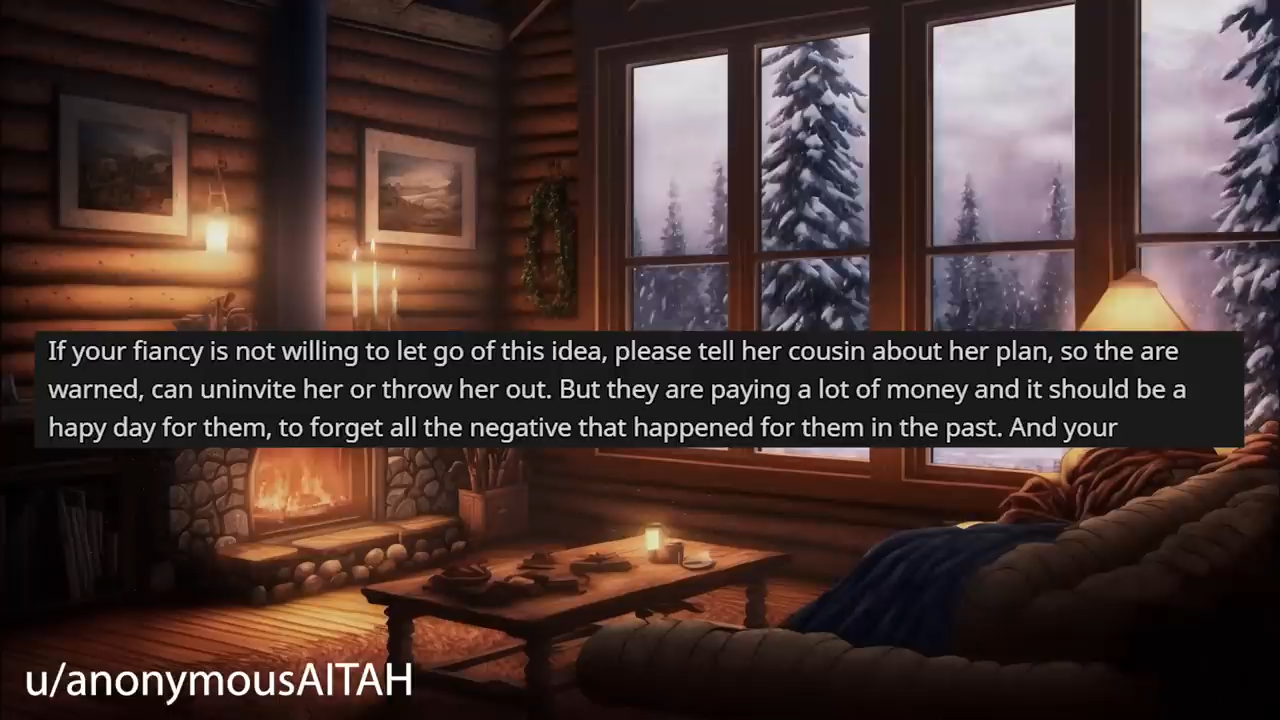 If your fiancy is not willing to let go of this idea, please tell her cousin about her plan, so the are
warned, can uninvite her or throw her out. But they are paying a lot of money and it should be a
hapy day for them, to forget all the negative that happened for them in the past. And your
u/anonymousAITAH